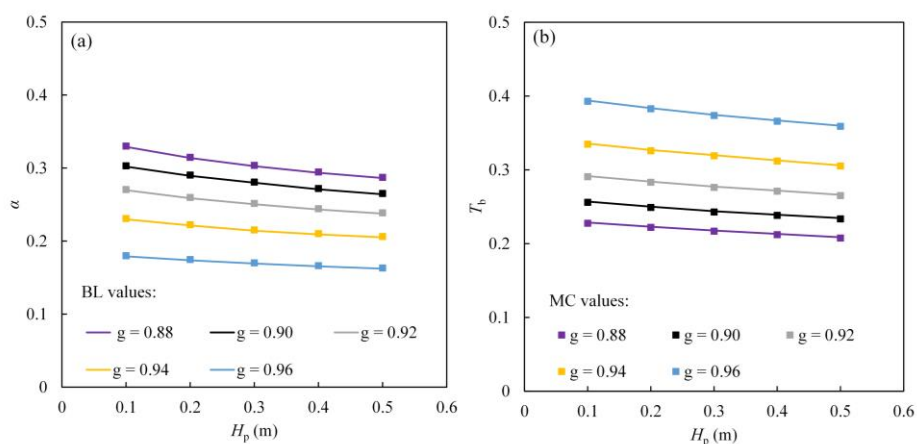 (a)
0.5
0.4
0.3
0.2
0.1
0
α
BL values:
g = 0.88 g = 0.90 g = 0.92
g = 0.94 g = 0.96
0 0.1 0.2 0.3 0.4 0.5 0.6
Hp (m)
(b)
0.5
0.4
0.3
0.2
0.1
0
Tb
MC values:
g = 0.88 g = 0.90 g = 0.92
g = 0.94 g = 0.96
0 0.1 0.2 0.3 0.4 0.5 0.6
Hp (m)